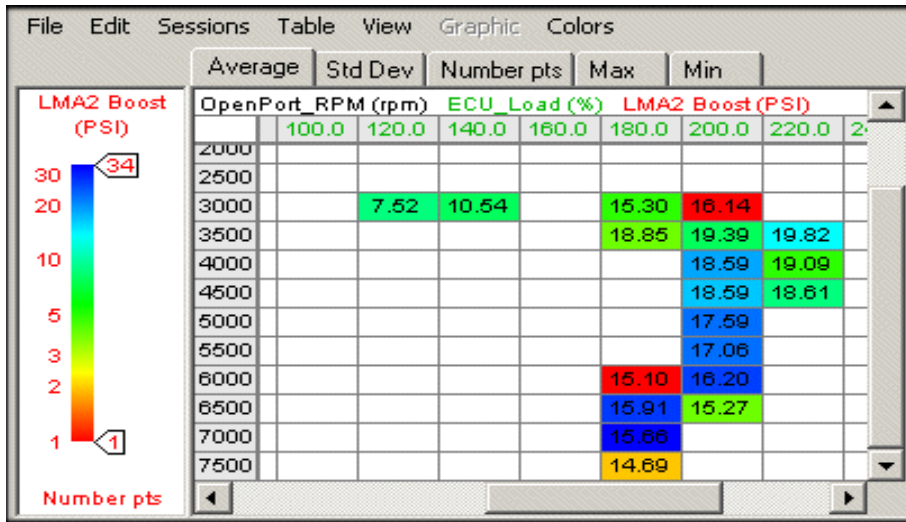 File Edit Sessions Table View Graphic Colors
Average Std Dev Number pts Max Min
LMA2 Boost
(PSI)
30
34
20
10
5
3
2
1
1
Number pts
OpenPort_RPM (rpm) ECU_Load (%) LMA2 Boost (PSI)
100.0 120.0 140.0 160.0 180.0 200.0 220.0
2000
2500
3000 7.52 10.54 15.30 16.14
3500 18.85 19.39 19.82
4000 18.59 19.09
4500 18.59 18.61
5000 17.59
5500 17.06
6000 15.10 16.20
6500 15.91 15.27
7000 15.66
7500 14.69